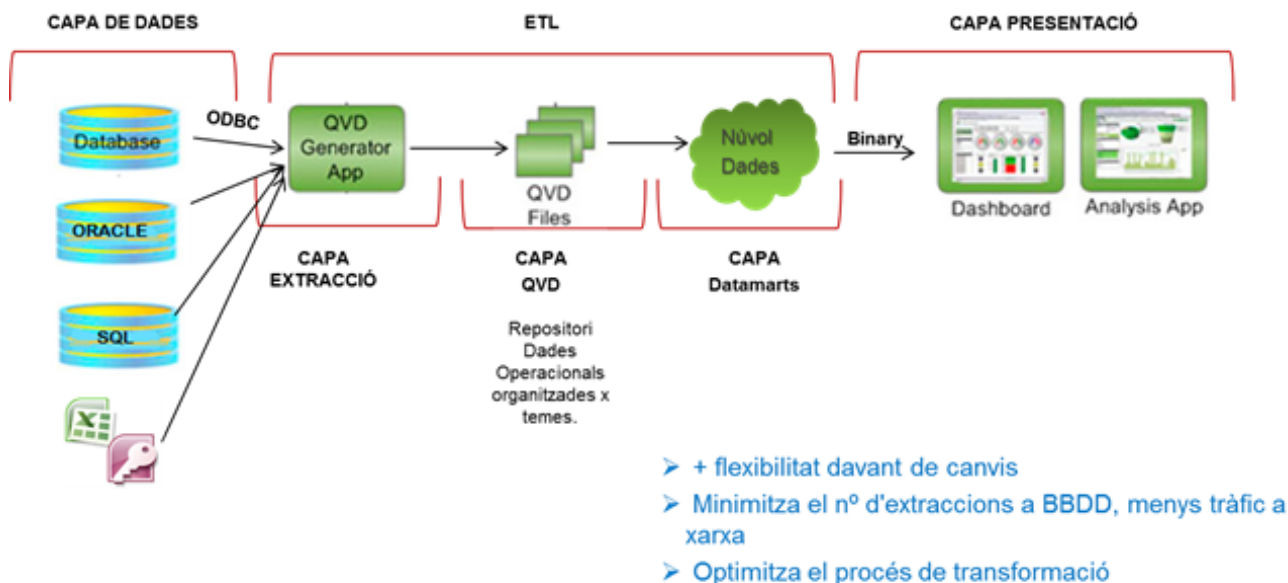 CAPA DE DADES
ETL
CAPA PRESENTACIÓ
Database
ODBC
QVD
Generator
App
QVD
Files
Núvol
Dades
Binary
Dashboard
Analysis App
ORACLE
SQL
CAPA
EXTRACCIÓ
CAPA
QVD
Repositori
Dades
Operacionals
organitzades x
temes.
CAPA
Datamarts
➢ + flexibilitat davant de canvis
➢ Minimitza el nº d'extraccions a BBDD, menys tràfic a
xarxa
➢ Optimitza el procés de transformació